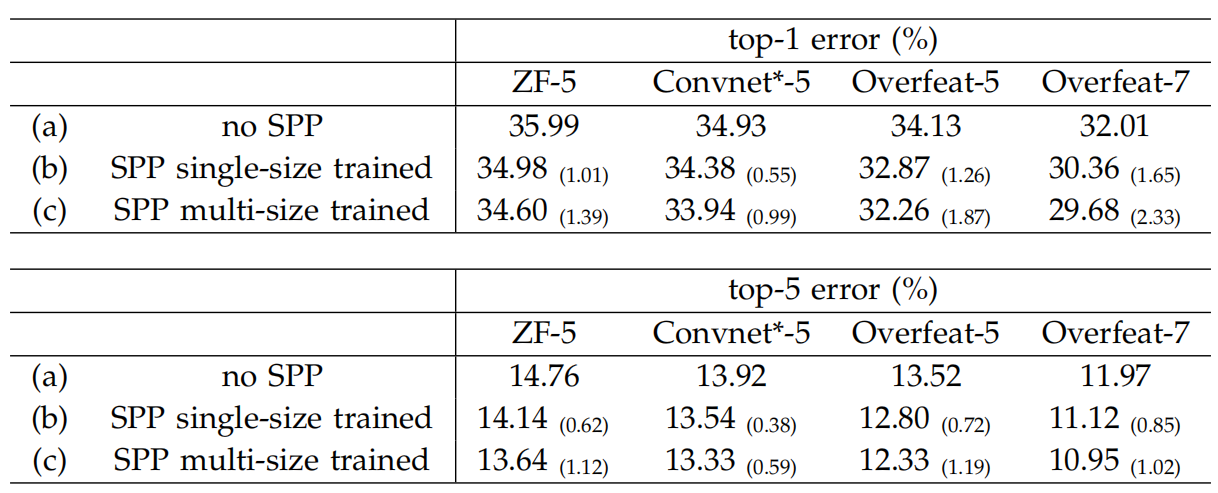 top-1 error (%)
ZF-5 Convnet*-5 Overfeat-5 Overfeat-7
(a) no SPP 35.99 34.93 34.13 32.01
(b) SPP single-size trained 34.98 (1.01) 34.38 (0.55) 32.87 (1.26) 30.36 (1.65)
(c) SPP multi-size trained 34.60 (1.39) 33.94 (0.99) 32.26 (1.87) 29.68 (2.33)
top-5 error (%)
ZF-5 Convnet*-5 Overfeat-5 Overfeat-7
(a) no SPP 14.76 13.92 13.52 11.97
(b) SPP single-size trained 14.14 (0.62) 13.54 (0.38) 12.80 (0.72) 11.12 (0.85)
(c) SPP multi-size trained 13.64 (1.12) 13.33 (0.59) 12.33 (1.19) 10.95 (1.02)